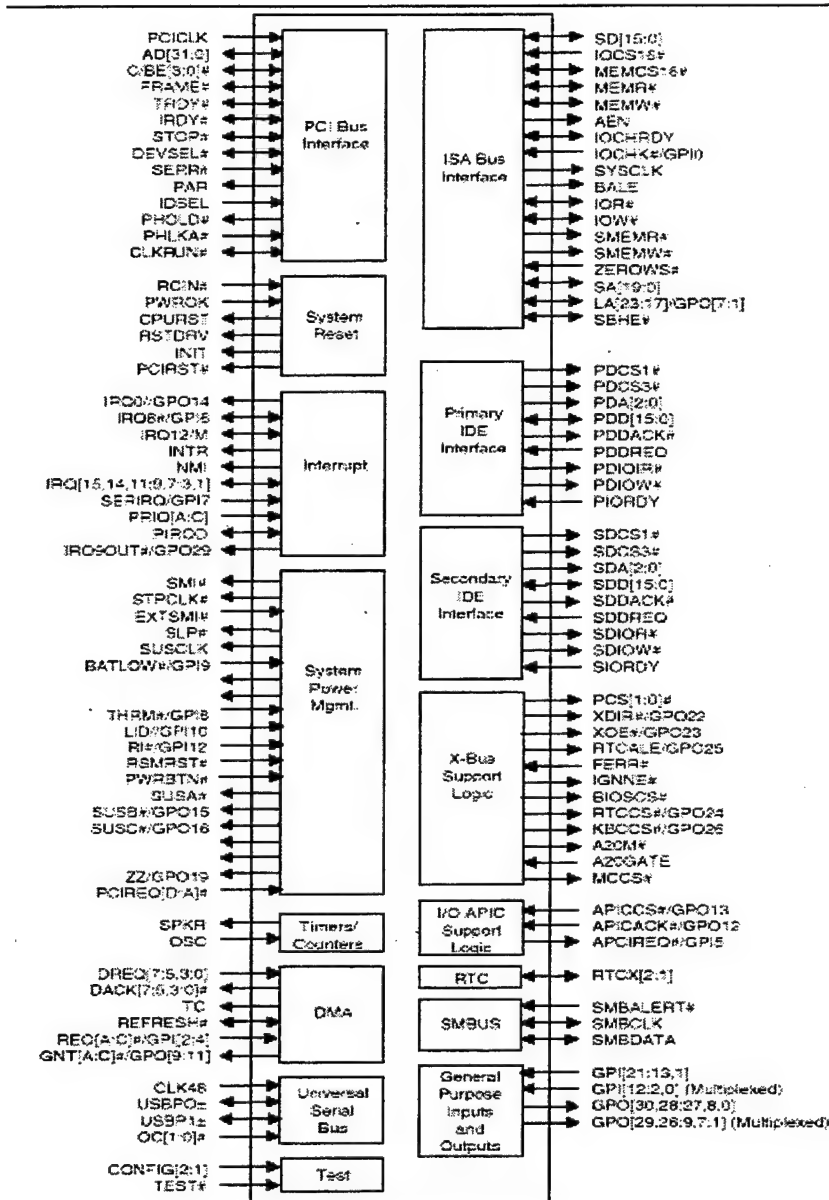 PCICLK
AD[31:0]
C/BE[3:0]#
FRAME#
TRDY#
IRDY#
STOP#
DEVSEL#
SERR#
PAR
IDSEL
PHOLD#
PHLKA#
CLKRUN#
PCI Bus
Interface
RCIN#
PWROK
CPURST
RSTDRV
INIT
PCIRST#
System
Reset
IRQ0/GPO14
IRQ8#/GPI6
IRQ12/M
INTR
NMI
IRQ[15,14,11:9,7:3,1]
SERIRQ/GPI7
PRIQ[A:C]
PIRQD
IRQ9OUT#/GPO29
Interrupt
SMI#
STPCLK#
EXTSMI#
SLP#
SUSCLK
BATLOW#/GPI9
THRM#/GPI8
LID/GPI10
RI#/GPI12
RSMRST#
PWRBTN#
SUSA#
SUSB#/GPO15
SUSC#/GPO16
ZZ/GPO19
PCIREQ[D:A]#
System
Power
Mgmt.
SPKR
OSC
Timers/
Counters
DREQ[7:5,3:0]
DACK[7:5,3:0]#
TC
REFRESH#
REQ[A:C]#/GPI[2:4]
GNT[A:C]#/GPO[9:11]
DMA
CLK48
USBP0±
USBP1±
OC[1:0]#
Universal
Serial
Bus
CONFIG[2:1]
TEST#
Test
ISA Bus
Interface
SD[15:0]
IOCS16#
MEMCS16#
MEMR#
MEMW#
AEN
IOCHRDY
IOCHK#/GPI0
SYSCLK
BALE
IOR#
IOW#
SMEMR#
SMEMW#
ZEROWS#
SA[19:0]
LA[23:17]/GPO[7:1]
SBHE#
Primary
IDE
Interface
PDCS1#
PDCS3#
PDA[2:0]
PDD[15:0]
PDDACK#
PDDREQ
PDIOIR#
PDIOW#
PIORDY
Secondary
IDE
Interface
SDCS1#
SDCS3#
SDA[2:0]
SDD[15:0]
SDDACK#
SDDREQ
SDIOR#
SDIOW#
SIORDY
X-Bus
Support
Logic
PCS[1:0]#
XDIR#/GPO22
XOE#/GPO23
RTCALE/GPO25
FERR#
IGNNE#
BIOSCS#
RTCCS#/GPO24
KBCCS#/GPO26
A20M#
A20GATE
MCCS#
I/O APIC
Support
Logic
APICCS#/GPO13
APICACK#/GPO12
APCIREQ#/GPI5
RTC
RTCX[2:1]
SMBUS
SMBALERT#
SMBCLK
SMBDATA
General
Purpose
Inputs
and
Outputs
GPI[21:13,1]
GPI[12:2,0] (Multiplexed)
GPO[30,28:27,8,0]
GPO[29,26:9,7:1] (Multiplexed)